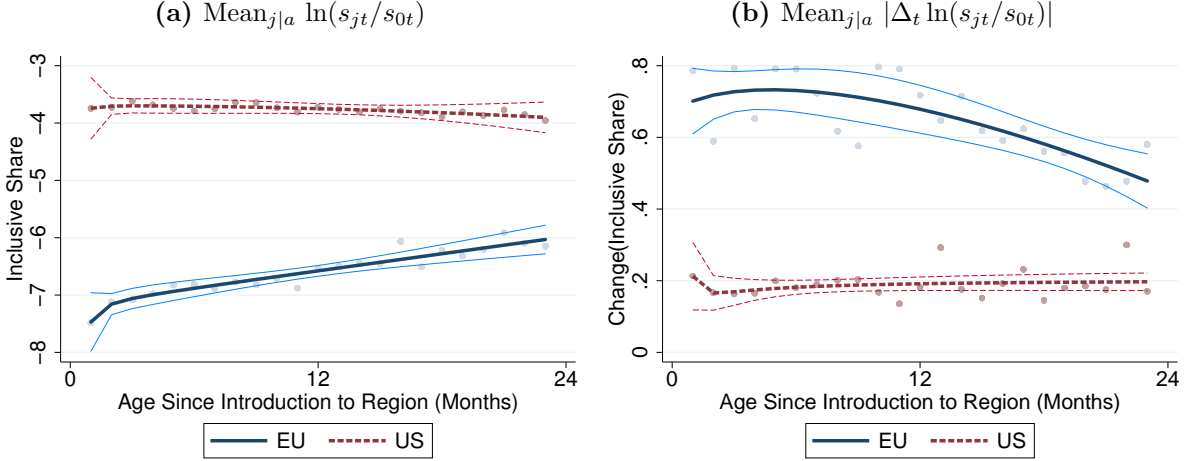 (a) Mean_{j|a} ln(s_{jt}/s_{0t})
Inclusive Share
−3
−4
−5
−6
−7
−8
0 12 24
Age Since Introduction to Region (Months)
EU US
(b) Mean_{j|a} |Δ_t ln(s_{jt}/s_{0t})|
Change(Inclusive Share)
.8
.6
.4
.2
0
0 12 24
Age Since Introduction to Region (Months)
EU US